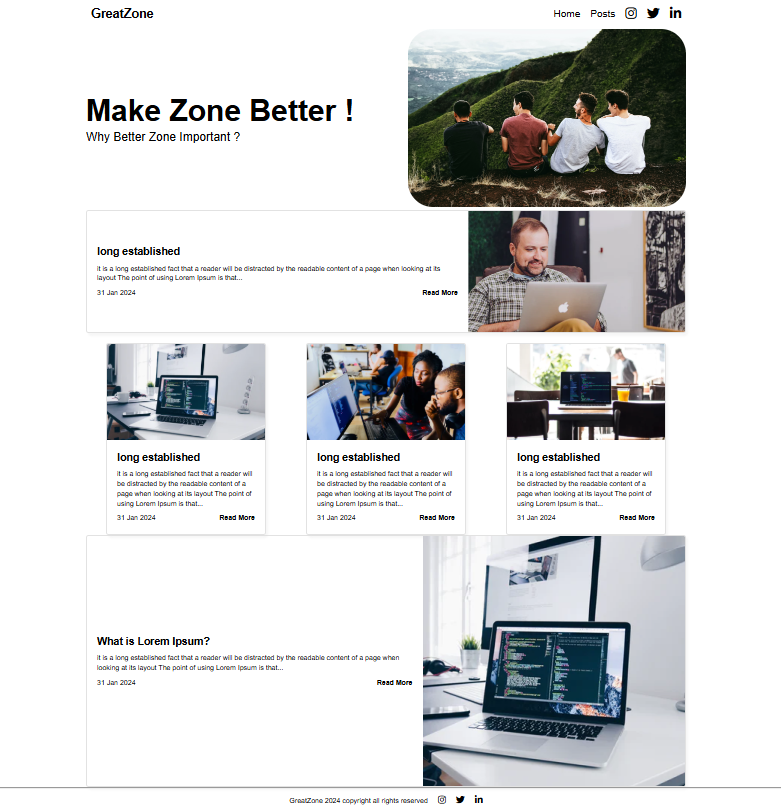 GreatZone
Home Posts
Make Zone Better !
Why Better Zone Important ?
long established
it is a long established fact that a reader will be distracted by the readable content of a page when looking at its
layout The point of using Lorem Ipsum is that...
31 Jan 2024 Read More
long established
it is a long established fact that a reader will
be distracted by the readable content of a
page when looking at its layout The point of
using Lorem Ipsum is that...
31 Jan 2024 Read More
long established
it is a long established fact that a reader will
be distracted by the readable content of a
page when looking at its layout The point of
using Lorem Ipsum is that...
31 Jan 2024 Read More
long established
it is a long established fact that a reader will
be distracted by the readable content of a
page when looking at its layout The point of
using Lorem Ipsum is that...
31 Jan 2024 Read More
What is Lorem Ipsum?
it is a long established fact that a reader will be distracted by the readable content of a page when
looking at its layout The point of using Lorem Ipsum is that...
31 Jan 2024 Read More
GreatZone 2024 copyright all rights reserved